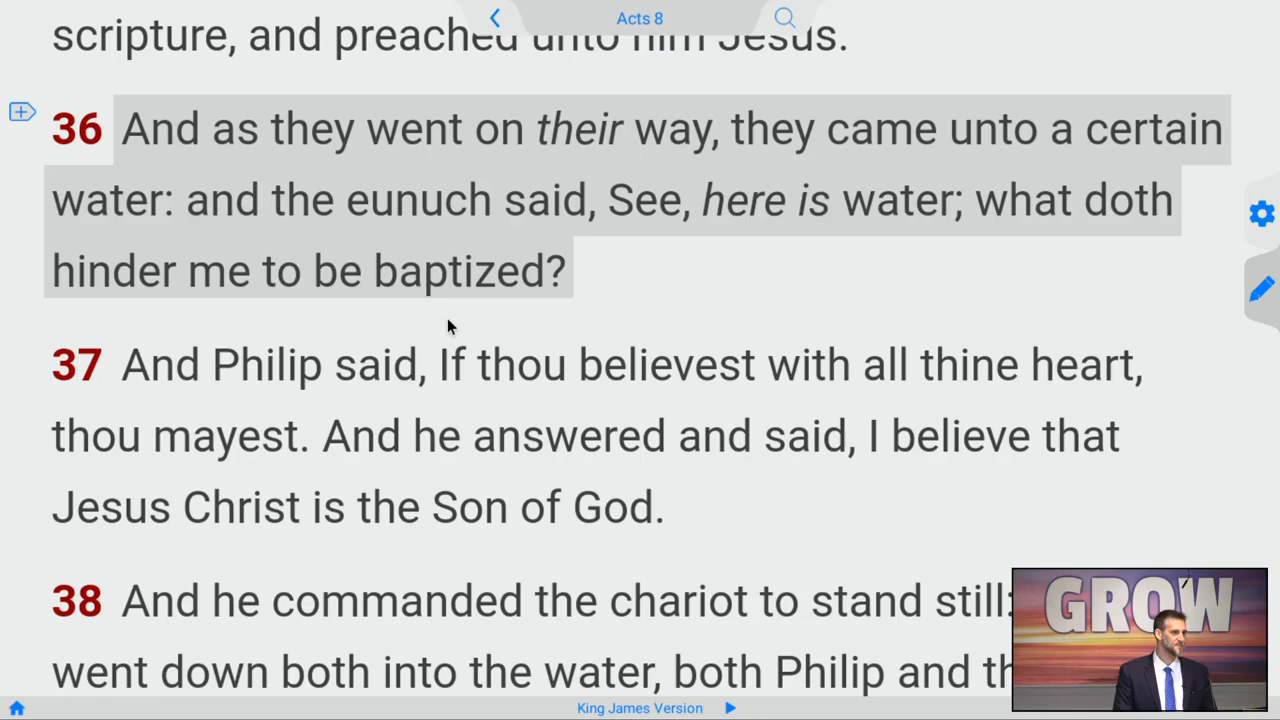 Acts 8
scripture, and preached unto him Jesus.
36 And as they went on their way, they came unto a certain
water: and the eunuch said, See, here is water; what doth
hinder me to be baptized?
37 And Philip said, If thou believest with all thine heart,
thou mayest. And he answered and said, I believe that
Jesus Christ is the Son of God.
38 And he commanded the chariot to stand still:
went down both into the water, both Philip and
GROW
King James Version